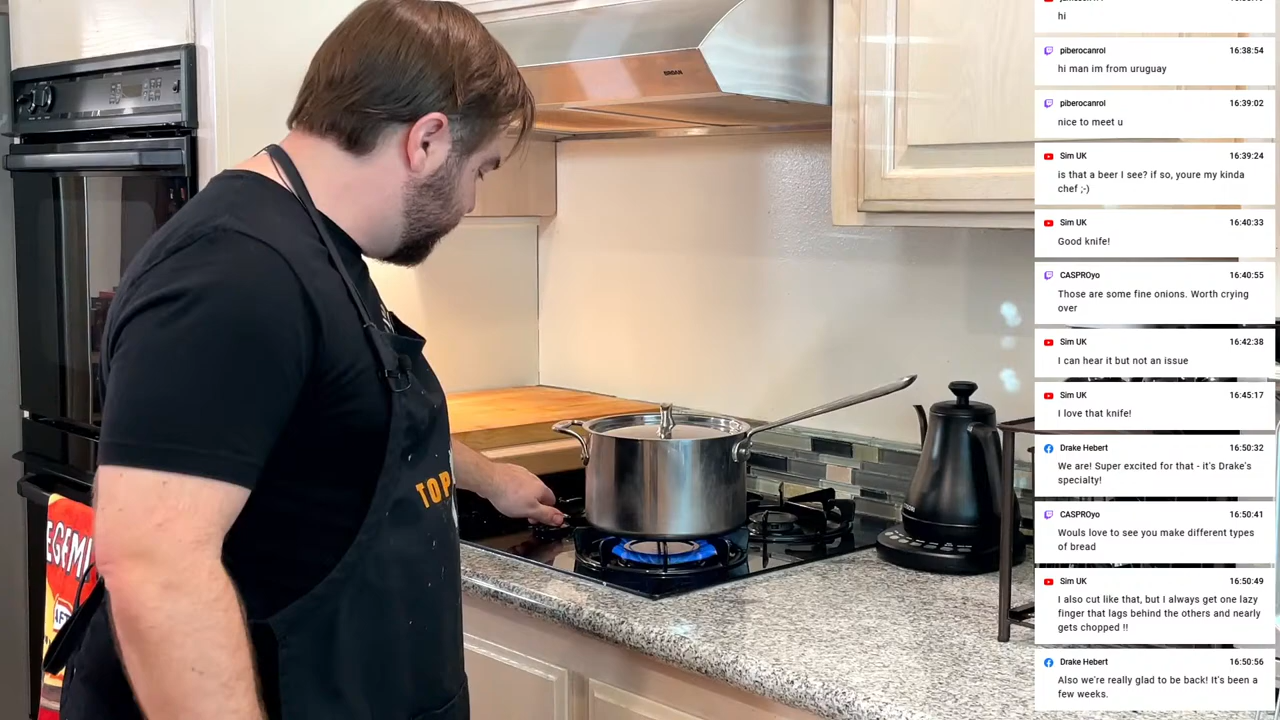 hi
piberocanrol 16:38:54
hi man im from uruguay
piberocanrol 16:39:02
nice to meet u
Sim UK 16:39:24
is that a beer I see? if so, youre my kinda
chef ;-)
Sim UK 16:40:33
Good knife!
CASPROyo 16:40:55
Those are some fine onions. Worth crying
over
Sim UK 16:42:38
I can hear it but not an issue
Sim UK 16:45:17
I love that knife!
Drake Hebert 16:50:32
We are! Super excited for that - it's Drake's
specialty!
CASPROyo 16:50:41
Wouls love to see you make different types
of bread
Sim UK 16:50:49
I also cut like that, but I always get one lazy
finger that lags behind the others and nearly
gets chopped !!
Drake Hebert 16:50:56
Also we're really glad to be back! It's been a
few weeks.
BROAN
TOP